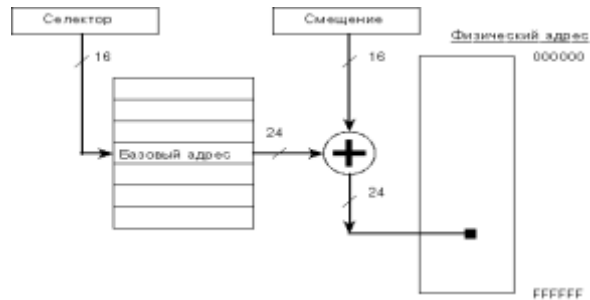 Селектор
Смещение
Физический адрес
16
16
000000
24
Базовый адрес
24
FFFFFF